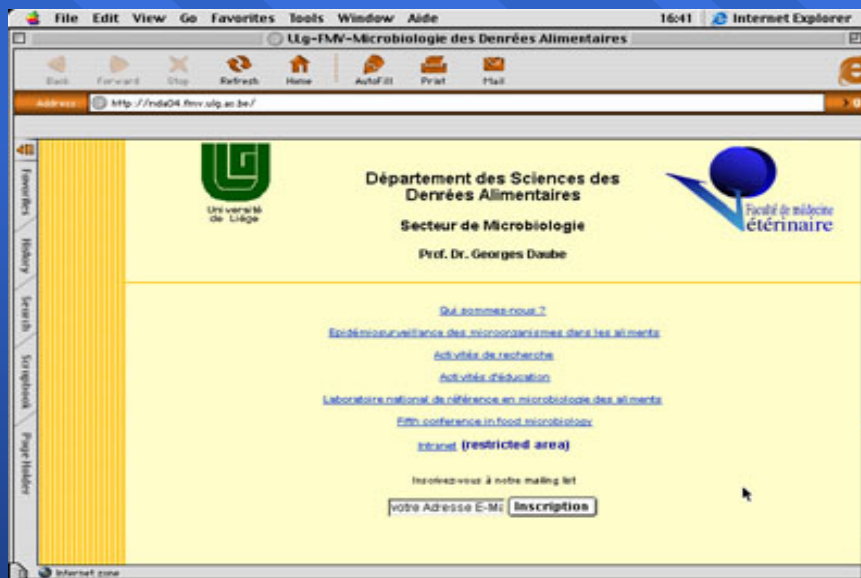 File Edit View Go Favorites Tools Window Aide 16:41 Internet Explorer
ULg-FMV-Microbiologie des Denrées Alimentaires
Back Forward Stop Refresh Home AutoFill Print Mail
Address http://mda04.fmv.ulg.ac.be/
Favorites
History
Search
Scrapbook
Page Holder
Université
de Liège
Département des Sciences des
Denrées Alimentaires
Secteur de Microbiologie
Prof. Dr. Georges Daube
Faculté de médecine
Vétérinaire
Qui sommes-nous ?
Epidémiosurveillance des microorganismes dans les aliments
Activités de recherche
Activités d'éducation
Laboratoire national de référence en microbiologie des aliments
Fifth conference in food microbiology
Intranet (restricted area)
Inscrivez-vous à notre mailing list
votre Adresse E-Ma Inscription
Internet zone